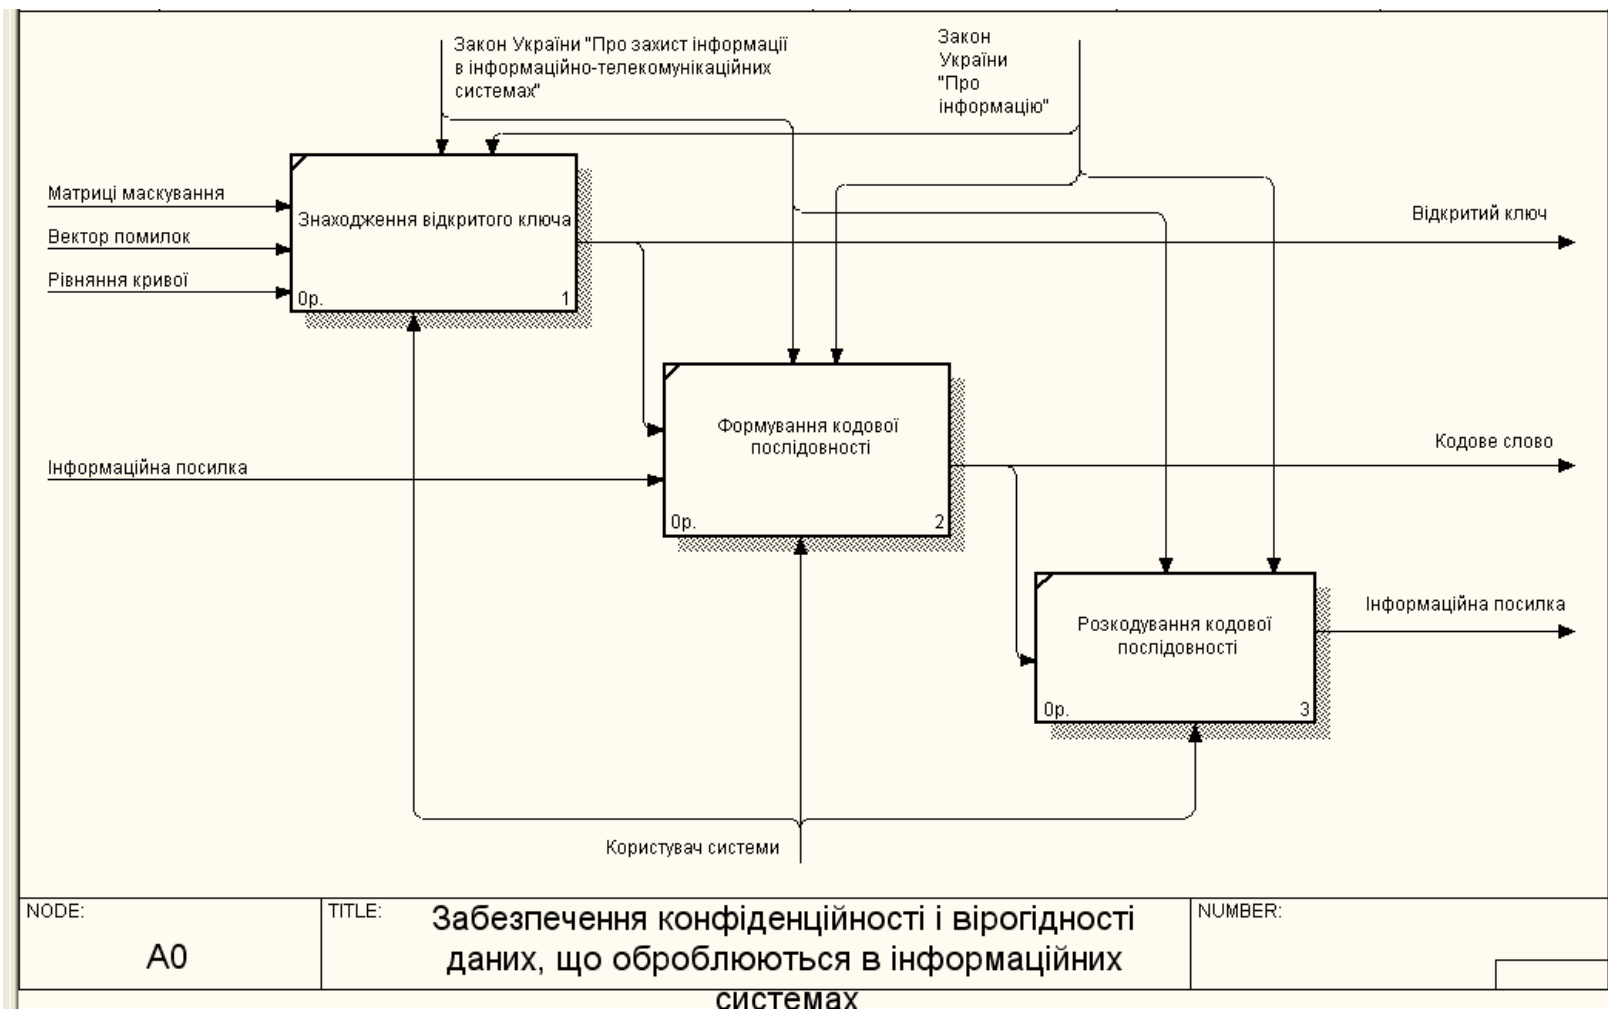 Закон України "Про захист інформації
в інформаційно-телекомунікаційних
системах"
Закон
України
"Про
інформацію"
Матриці маскування
Вектор помилок
Рівняння кривої
Знаходження відкритого ключа
0р.
1
Відкритий ключ
Інформаційна посилка
Формування кодової
послідовності
0р.
2
Кодове слово
Розкодування кодової
послідовності
0р.
3
Інформаційна посилка
Користувач системи
NODE:
A0
TITLE:
Забезпечення конфіденційності і вірогідності
даних, що оброблюються в інформаційних
системах
NUMBER: